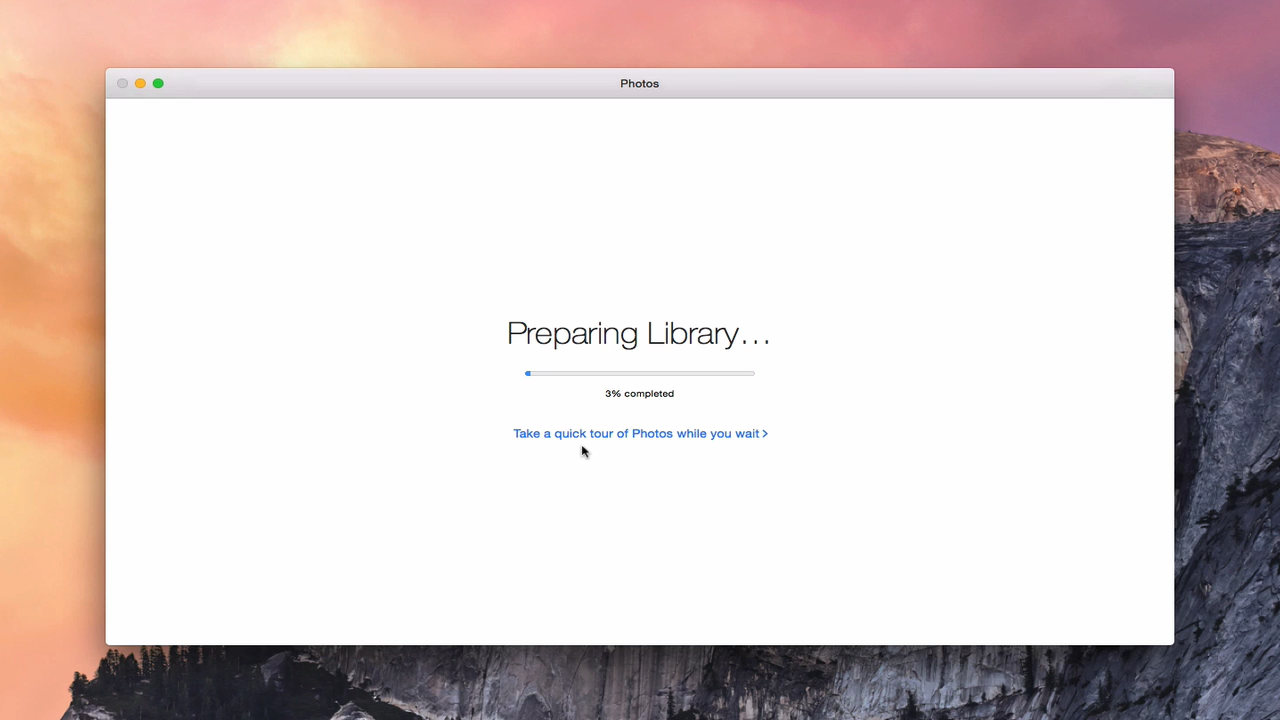 Photos
Preparing Library...
3% completed
Take a quick tour of Photos while you wait >